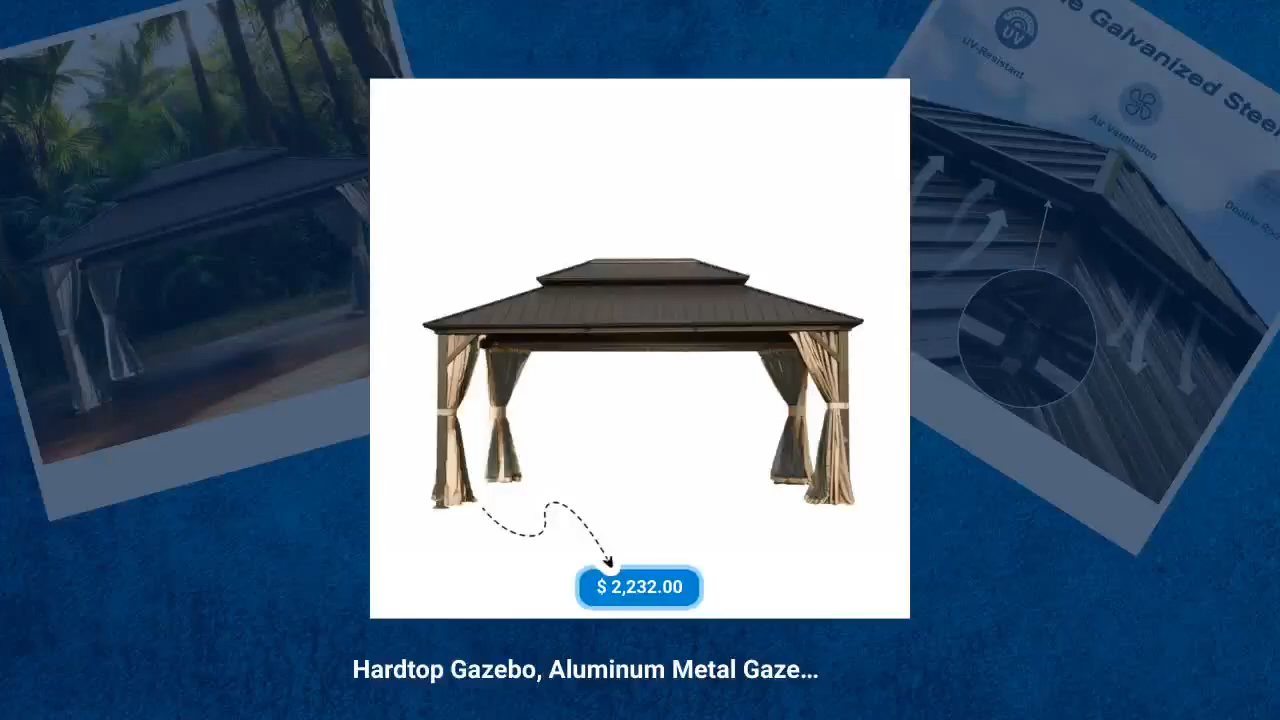 $ 2,232.00
Hardtop Gazebo, Aluminum Metal Gaze...
Galvanized Steel
UV
UV-Resistant
Air Ventilation